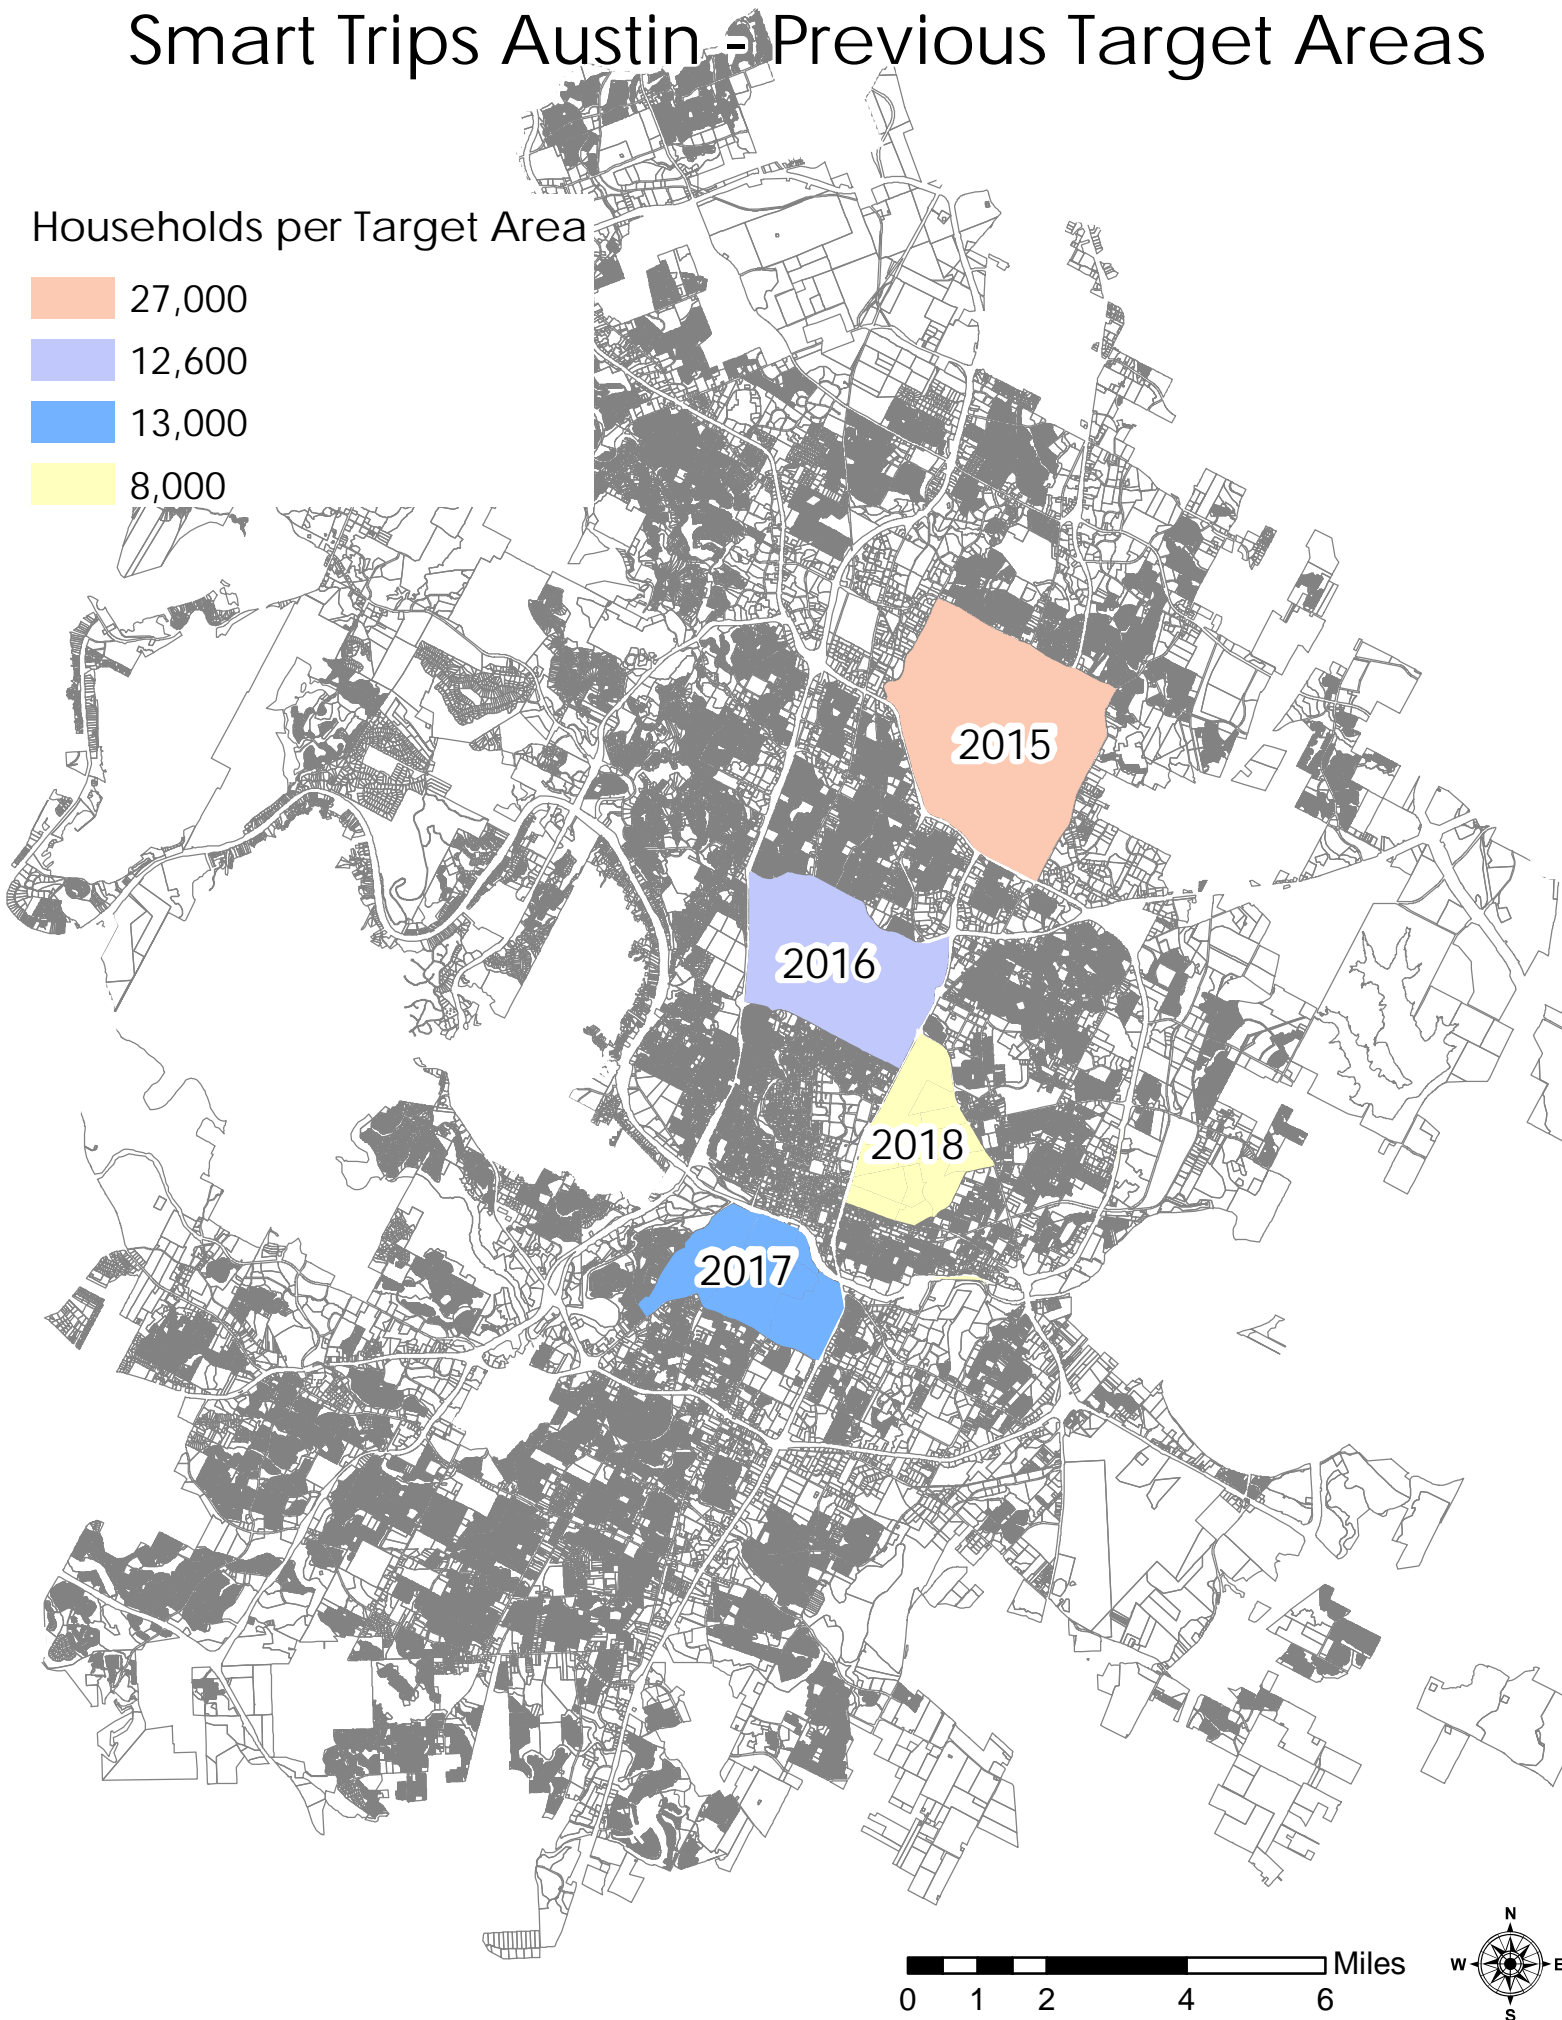 Smart Trips Austin - Previous Target Areas
Households per Target Area
27,000
12,600
13,000
8,000
2015
2016
2018
2017
N
W
E
S
Miles
0 1 2 4 6